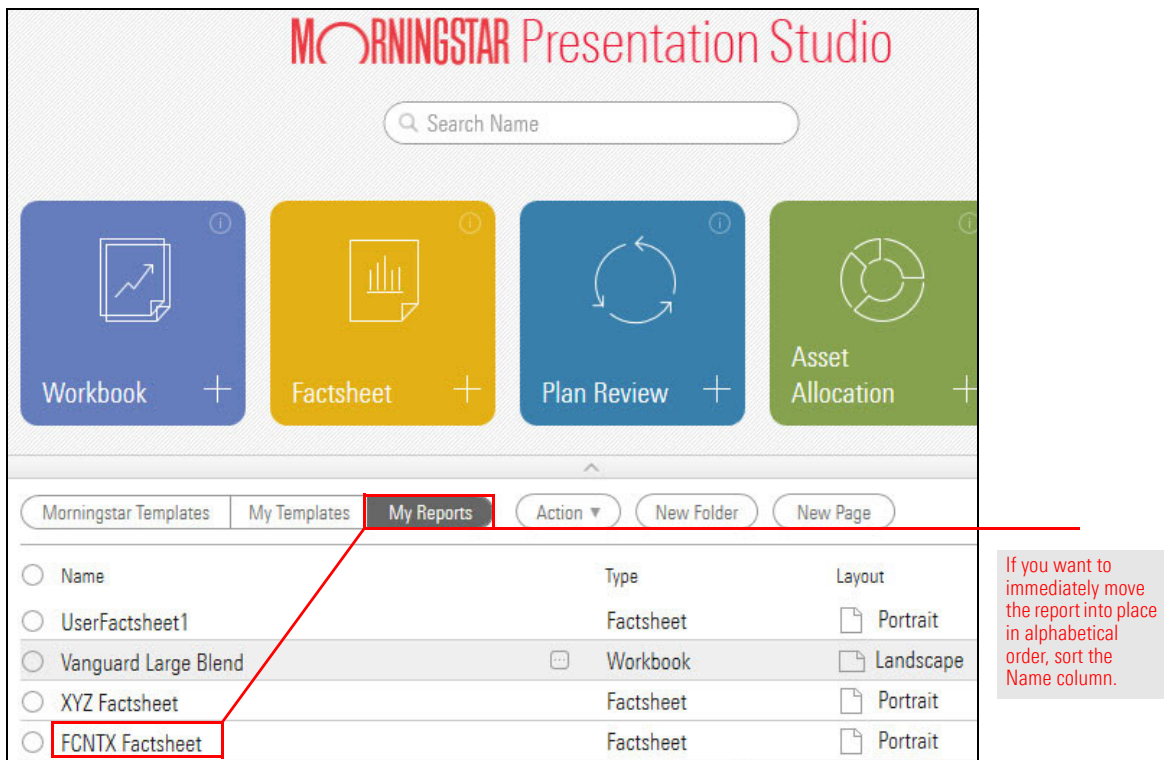 MORNINGSTAR Presentation Studio
Search Name
Workbook
Factsheet
Plan Review
Asset
Allocation
Morningstar Templates My Templates My Reports Action ▼ New Folder New Page
Name Type Layout
UserFactsheet1 Factsheet Portrait
Vanguard Large Blend Workbook Landscape
XYZ Factsheet Factsheet Portrait
FCNTX Factsheet Factsheet Portrait
If you want to
immediately move
the report into place
in alphabetical
order, sort the
Name column.